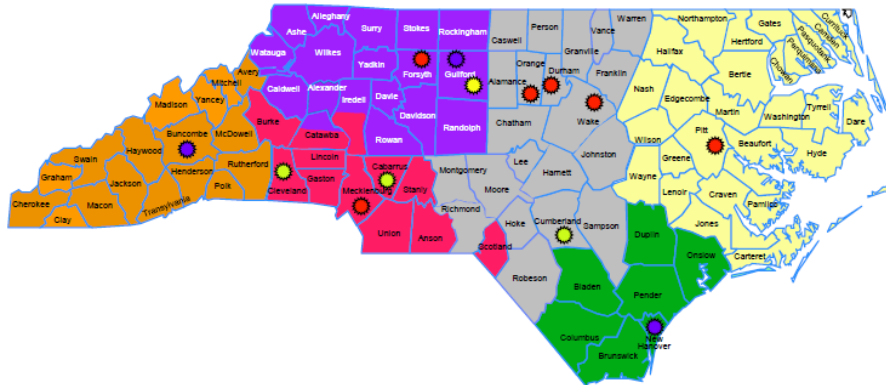 Alleghany
Ashe
Surry
Stokes
Rockingham
Caswell
Person
Granville
Vance
Warren
Northampton
Gates
Currituck
Camden
Pasquotank
Perquimans
Chowan
Hertford
Halifax
Watauga
Wilkes
Yadkin
Forsyth
Guilford
Alamance
Orange
Durham
Franklin
Bertie
Nash
Edgecombe
Martin
Washington
Tyrrell
Dare
Avery
Mitchell
Caldwell
Alexander
Iredell
Davie
Davidson
Randolph
Chatham
Wake
Wilson
Pitt
Beaufort
Hyde
Madison
Yancey
Burke
Catawba
Rowan
Buncombe
McDowell
Haywood
Swain
Rutherford
Lincoln
Cabarrus
Montgomery
Lee
Harnett
Johnston
Greene
Wayne
Lenoir
Craven
Pamlico
Graham
Jackson
Henderson
Polk
Cleveland
Gaston
Mecklenburg
Stanly
Moore
Cherokee
Clay
Macon
Transylvania
Union
Anson
Richmond
Scotland
Hoke
Cumberland
Sampson
Duplin
Jones
Onslow
Carteret
Robeson
Bladen
Pender
Columbus
Brunswick
New
Hanover